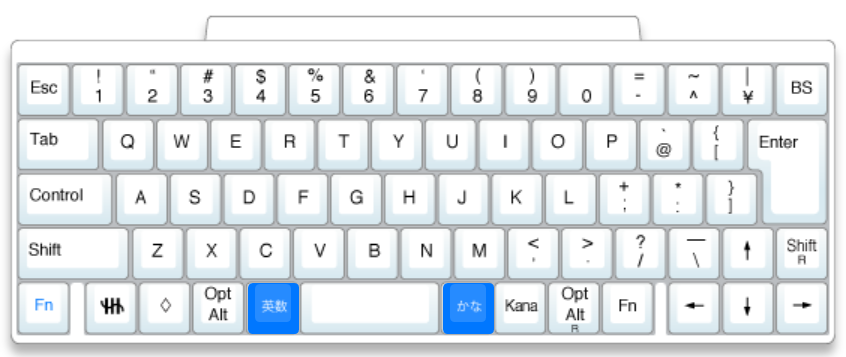 Esc ! 1 " 2 # 3 $ 4 % 5 & 6 ' 7 ( 8 ) 9 0 = - ~ ^ | ¥ BS
Tab Q W E R T Y U I O P ` @ { [ Enter
Control A S D F G H J K L + ; * : } ]
Shift Z X C V B N M < , > . ? / _ \ ↑ Shift R
Fn ◇ Opt Alt 英数 かな Kana Opt Alt R Fn ← ↓ →